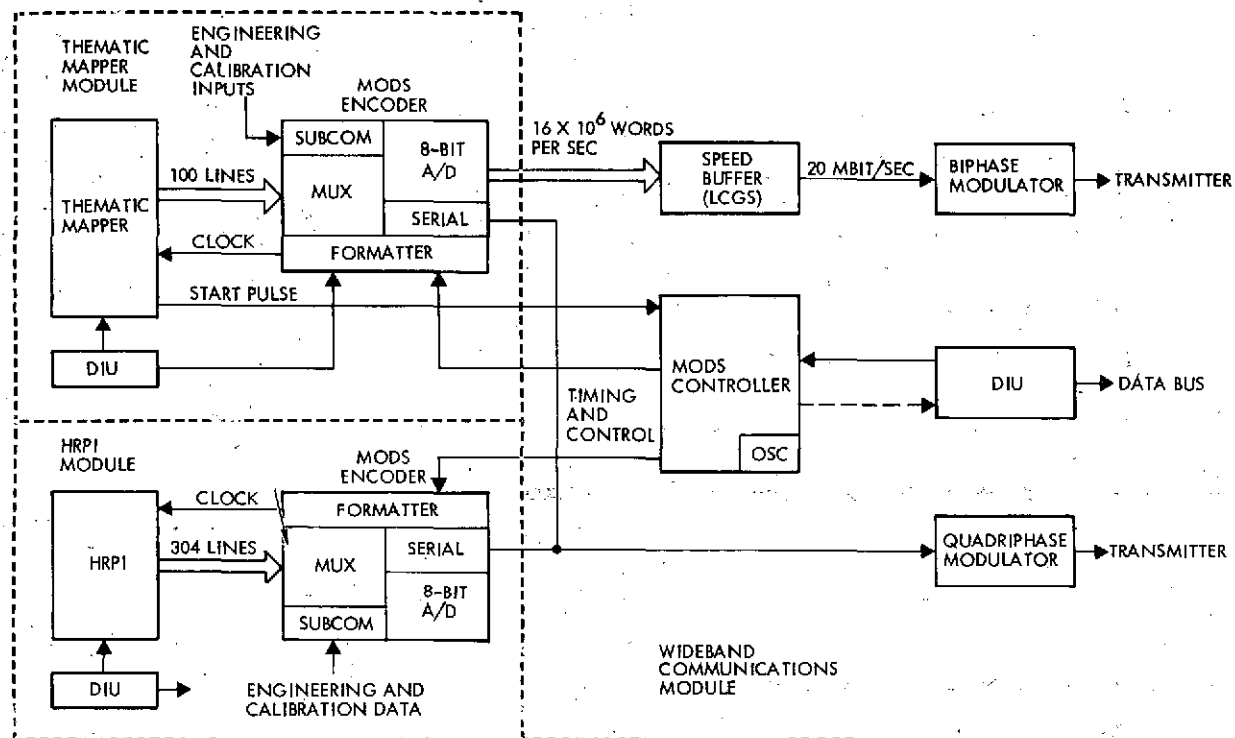 THEMATIC
MAPPER
MODULE
ENGINEERING
AND
CALIBRATION
INPUTS
MODS
ENCODER
SUBCOM
MUX
8-BIT
A/D
SERIAL
FORMATTER
THEMATIC
MAPPER
100 LINES
CLOCK
START PULSE
DIU
16 X 10⁶ WORDS
PER SEC
SPEED
BUFFER
(LCGS)
20 MBIT/SEC
BIPHASE
MODULATOR
TRANSMITTER
MODS
CONTROLLER
OSC
DIU
DATA BUS
TIMING
AND
CONTROL
HRPI
MODULE
MODS
ENCODER
CLOCK
FORMATTER
HRPI
304 LINES
MUX
SERIAL
8-BIT
A/D
SUBCOM
DIU
ENGINEERING AND
CALIBRATION DATA
QUADRIPHASE
MODULATOR
TRANSMITTER
WIDEBAND
COMMUNICATIONS
MODULE